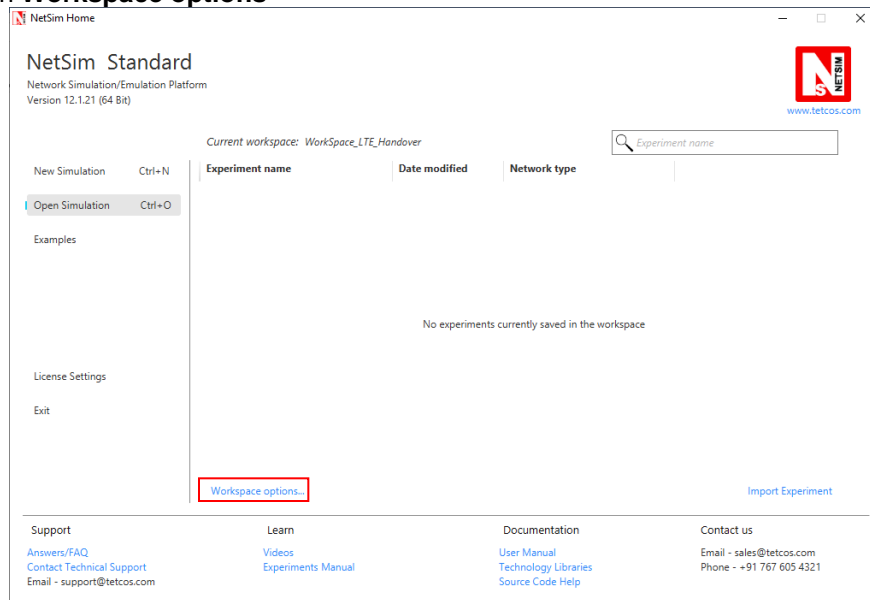 Workspace options
NetSim Home
NetSim Standard
Network Simulation/Emulation Platform
Version 12.1.21 (64 Bit)
NETSIM
www.tetcos.com
Current workspace: WorkSpace_LTE_Handover
Experiment name
New Simulation Ctrl+N
Experiment name Date modified Network type
Open Simulation Ctrl+O
Examples
No experiments currently saved in the workspace
License Settings
Exit
Workspace options...
Import Experiment
Support Learn Documentation Contact us
Answers/FAQ Videos User Manual Email - sales@tetcos.com
Contact Technical Support Experiments Manual Technology Libraries Phone - +91 767 605 4321
Email - support@tetcos.com Source Code Help